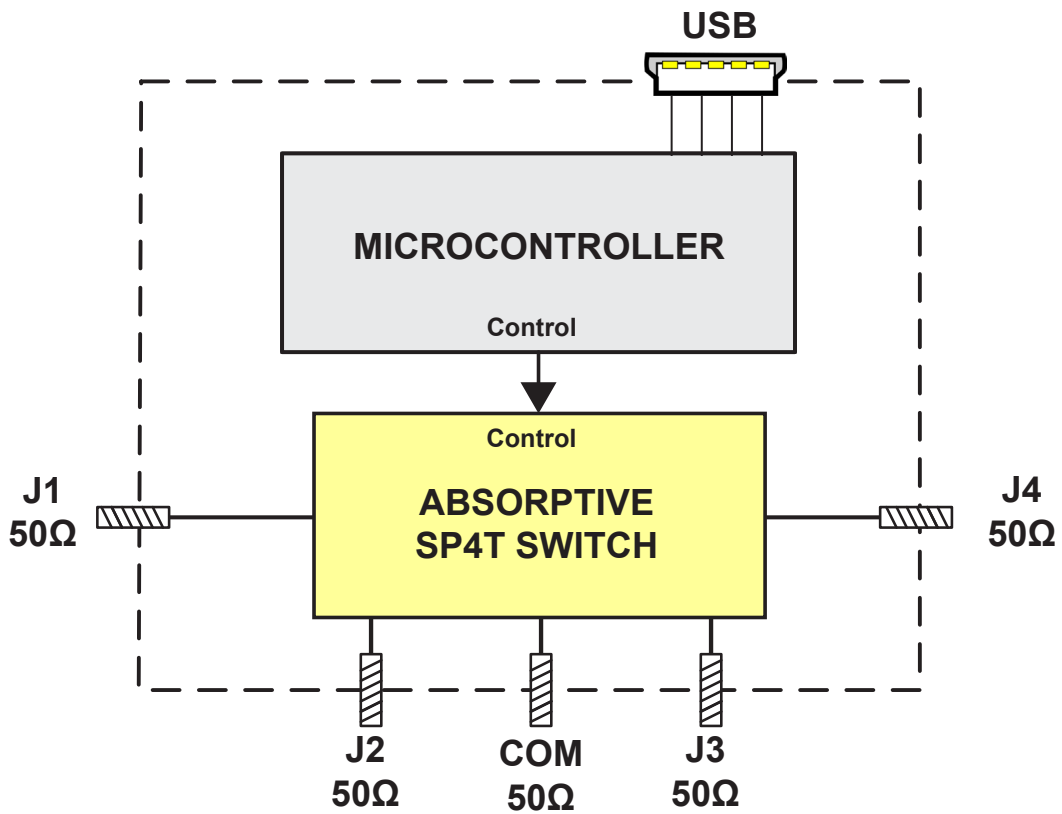 USB
MICROCONTROLLER
Control
Control
ABSORPTIVE
SP4T SWITCH
J1
50Ω
J4
50Ω
J2
50Ω
COM
50Ω
J3
50Ω